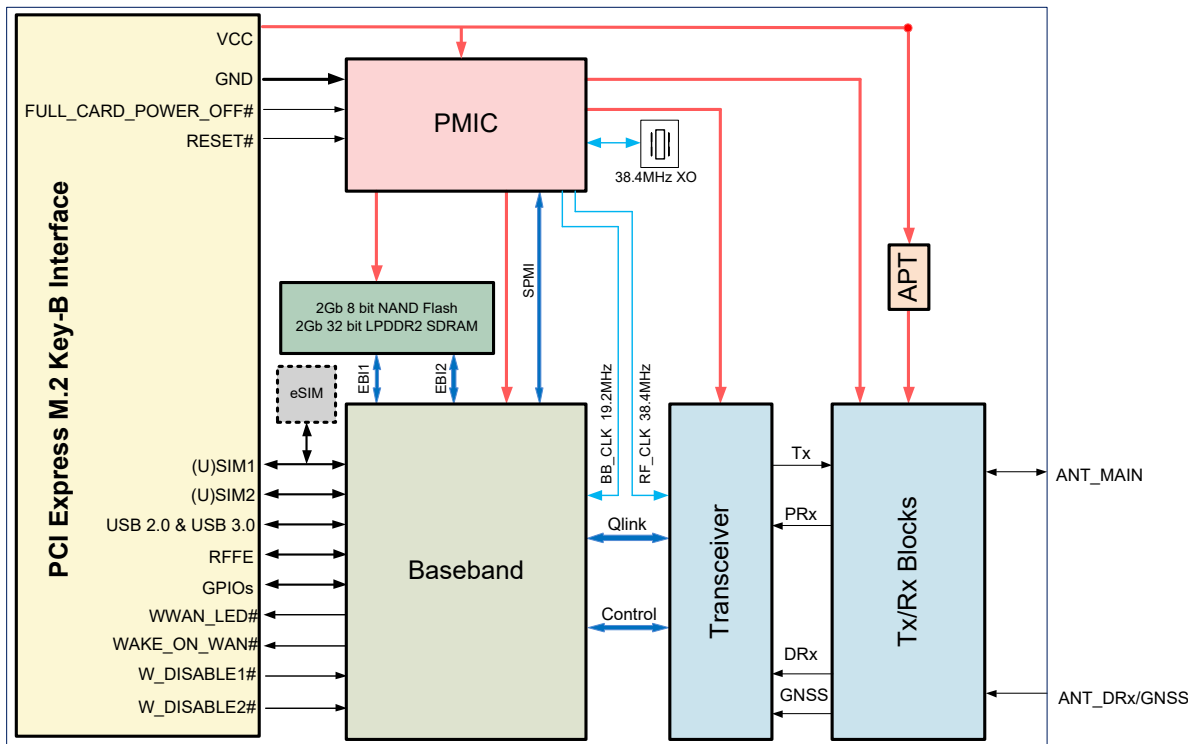 PCI Express M.2 Key-B Interface
VCC
GND
FULL_CARD_POWER_OFF#
RESET#
PMIC
38.4MHz XO
APT
2Gb 8 bit NAND Flash
2Gb 32 bit LPDDR2 SDRAM
SPMI
EBI1
EBI2
BB_CLK 19.2MHz
RF_CLK 38.4MHz
eSIM
(U)SIM1
(U)SIM2
USB 2.0 & USB 3.0
RFFE
GPIOs
WWAN_LED#
WAKE_ON_WAN#
W_DISABLE1#
W_DISABLE2#
Baseband
Qlink
Control
Transceiver
Tx
PRx
DRx
GNSS
Tx/Rx Blocks
ANT_MAIN
ANT_DRx/GNSS